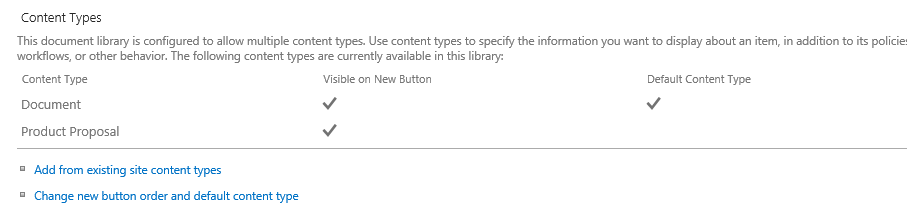 Content Types
This document library is configured to allow multiple content types. Use content types to specify the information you want to display about an item, in addition to its policies
workflows, or other behavior. The following content types are currently available in this library:
Content Type Visible on New Button Default Content Type
Document
Product Proposal
Add from existing site content types
Change new button order and default content type